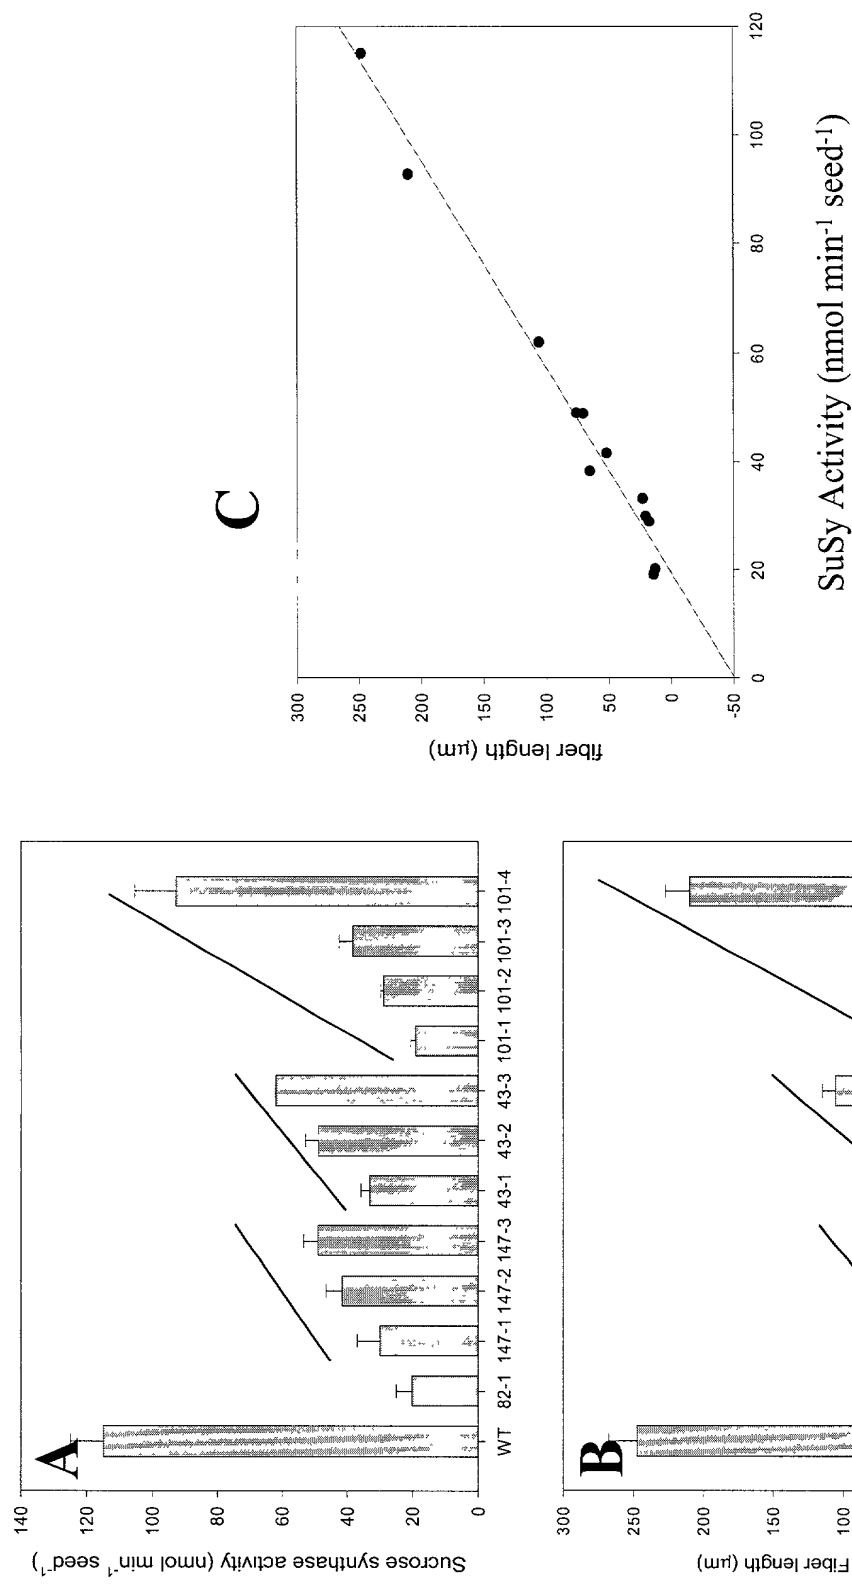 A
Sucrose synthase activity (nmol min-1 seed-1)
140
120
100
80
60
40
20
0
WT 82-1 147-1 147-2 147-3 43-1 43-2 43-3 101-1 101-2 101-3 101-4
B
Fiber length (µm)
300
250
200
150
100
C
fiber length (µm)
300
250
200
150
100
50
0
-50
0 20 40 60 80 100 120
SuSy Activity (nmol min-1 seed-1)